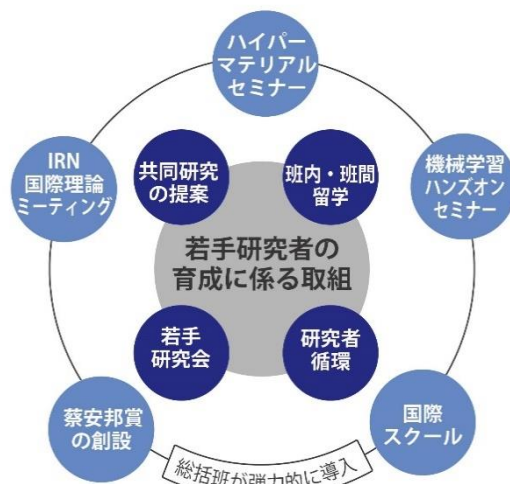 ハイパー
マテリアル
セミナー
IRN
国際理論
ミーティング
共同研究
の提案
班内・班間
留学
機械学習
ハンズオン
セミナー
若手研究者の
育成に係る取組
若手
研究会
研究者
循環
蔡安邦賞
の創設
国際
スクール
総括班が弾力的に導入